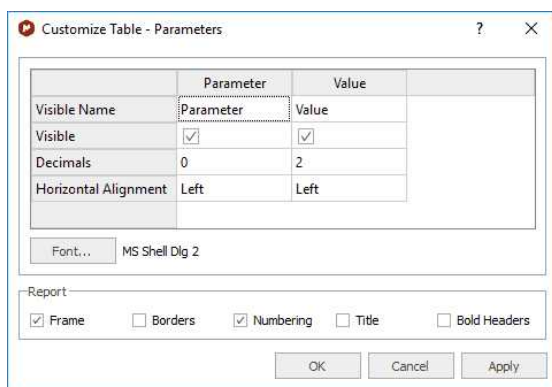 Customize Table - Parameters ?
Parameter Value
Visible Name Parameter Value
Visible
Decimals 0 2
Horizontal Alignment Left Left
Font... MS Shell Dlg 2
Report
Frame Borders Numbering Title Bold Headers
OK Cancel Apply